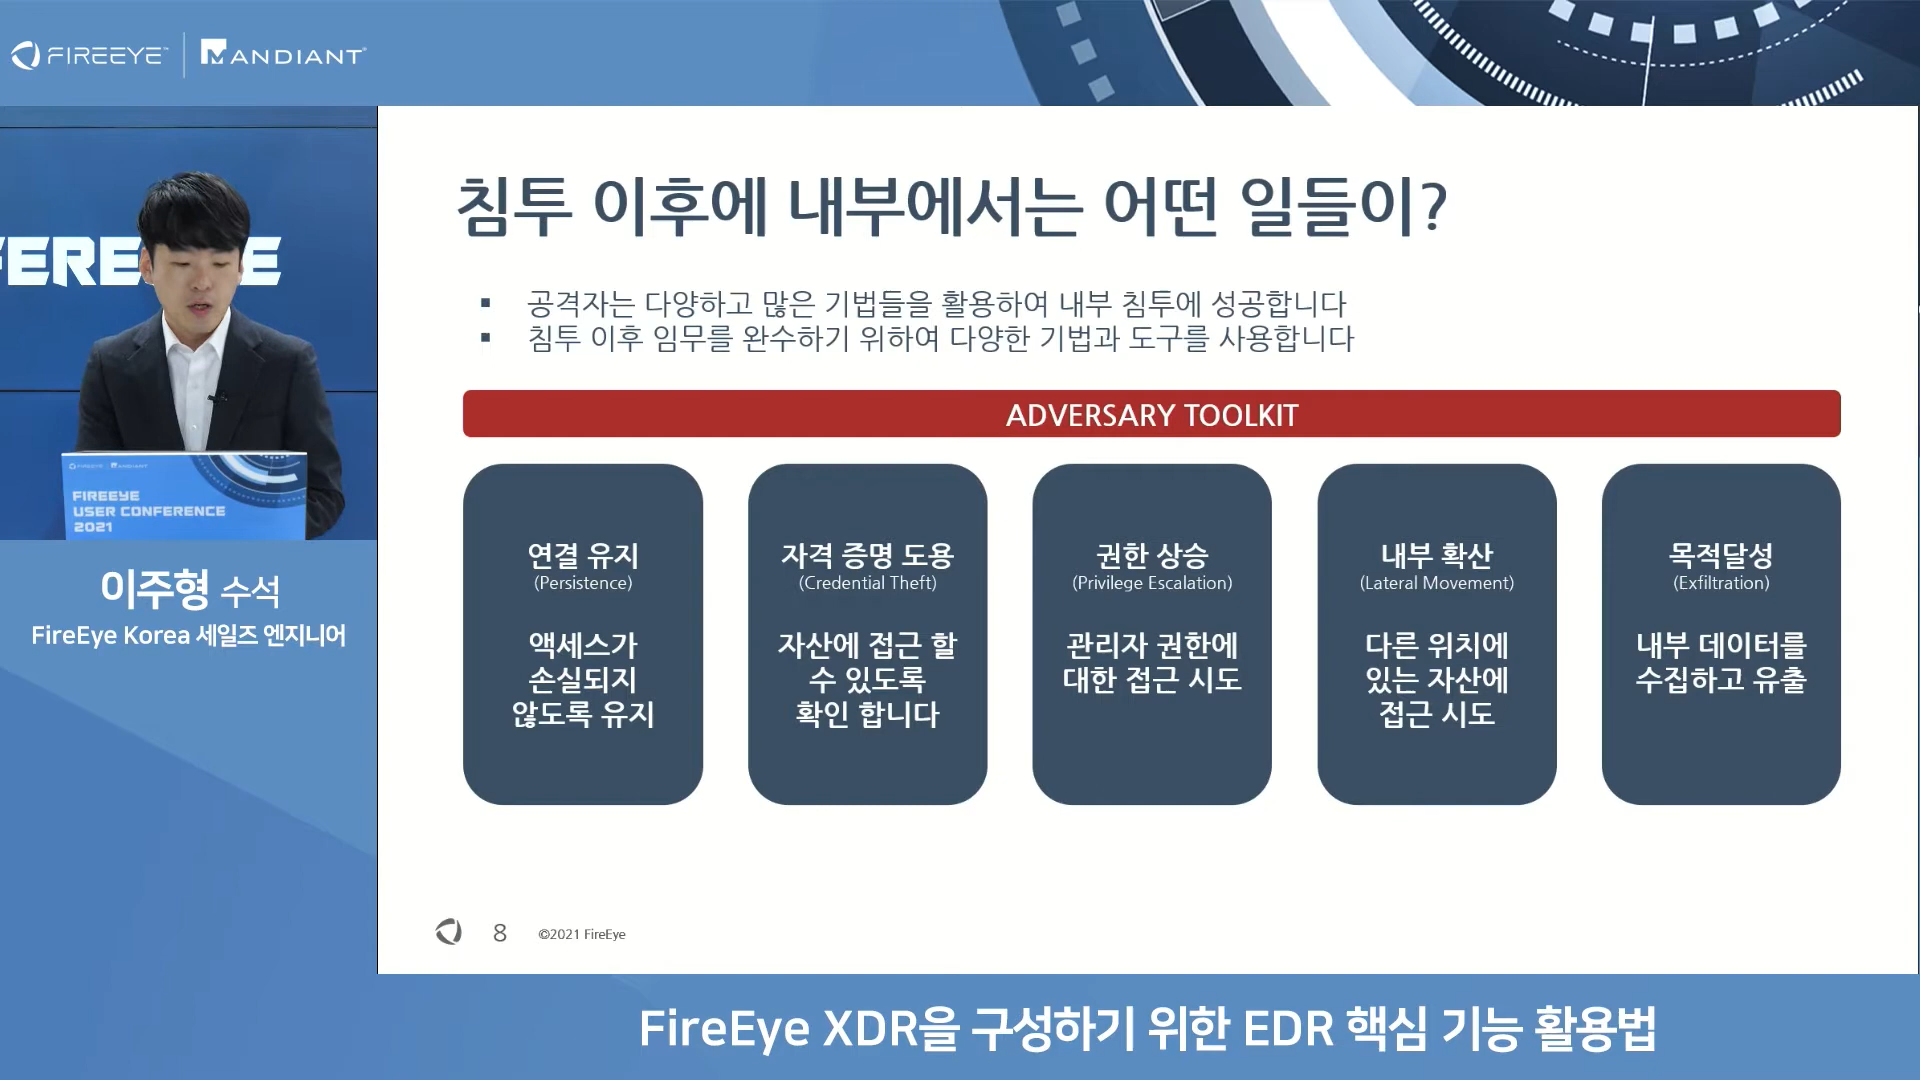 FIREEYE™ | MANDIANT®
FERE

E
FIREEYE | MANDIANT
FIREEYE
USER CONFERENCE
2021
이주형 수석
FireEye Korea 세일즈 엔지니어
침투 이후에 내부에서는 어떤 일들이?
▪ 공격자는 다양하고 많은 기법들을 활용하여 내부 침투에 성공합니다
▪ 침투 이후 임무를 완수하기 위하여 다양한 기법과 도구를 사용합니다
ADVERSARY TOOLKIT
연결 유지
(Persistence)
액세스가
손실되지
않도록 유지
자격 증명 도용
(Credential Theft)
자산에 접근 할
수 있도록
확인 합니다
권한 상승
(Privilege Escalation)
관리자 권한에
대한 접근 시도
내부 확산
(Lateral Movement)
다른 위치에
있는 자산에
접근 시도
목적달성
(Exfiltration)
내부 데이터를
수집하고 유출
8 ©2021 FireEye
FireEye XDR을 구성하기 위한 EDR 핵심 기능 활용법